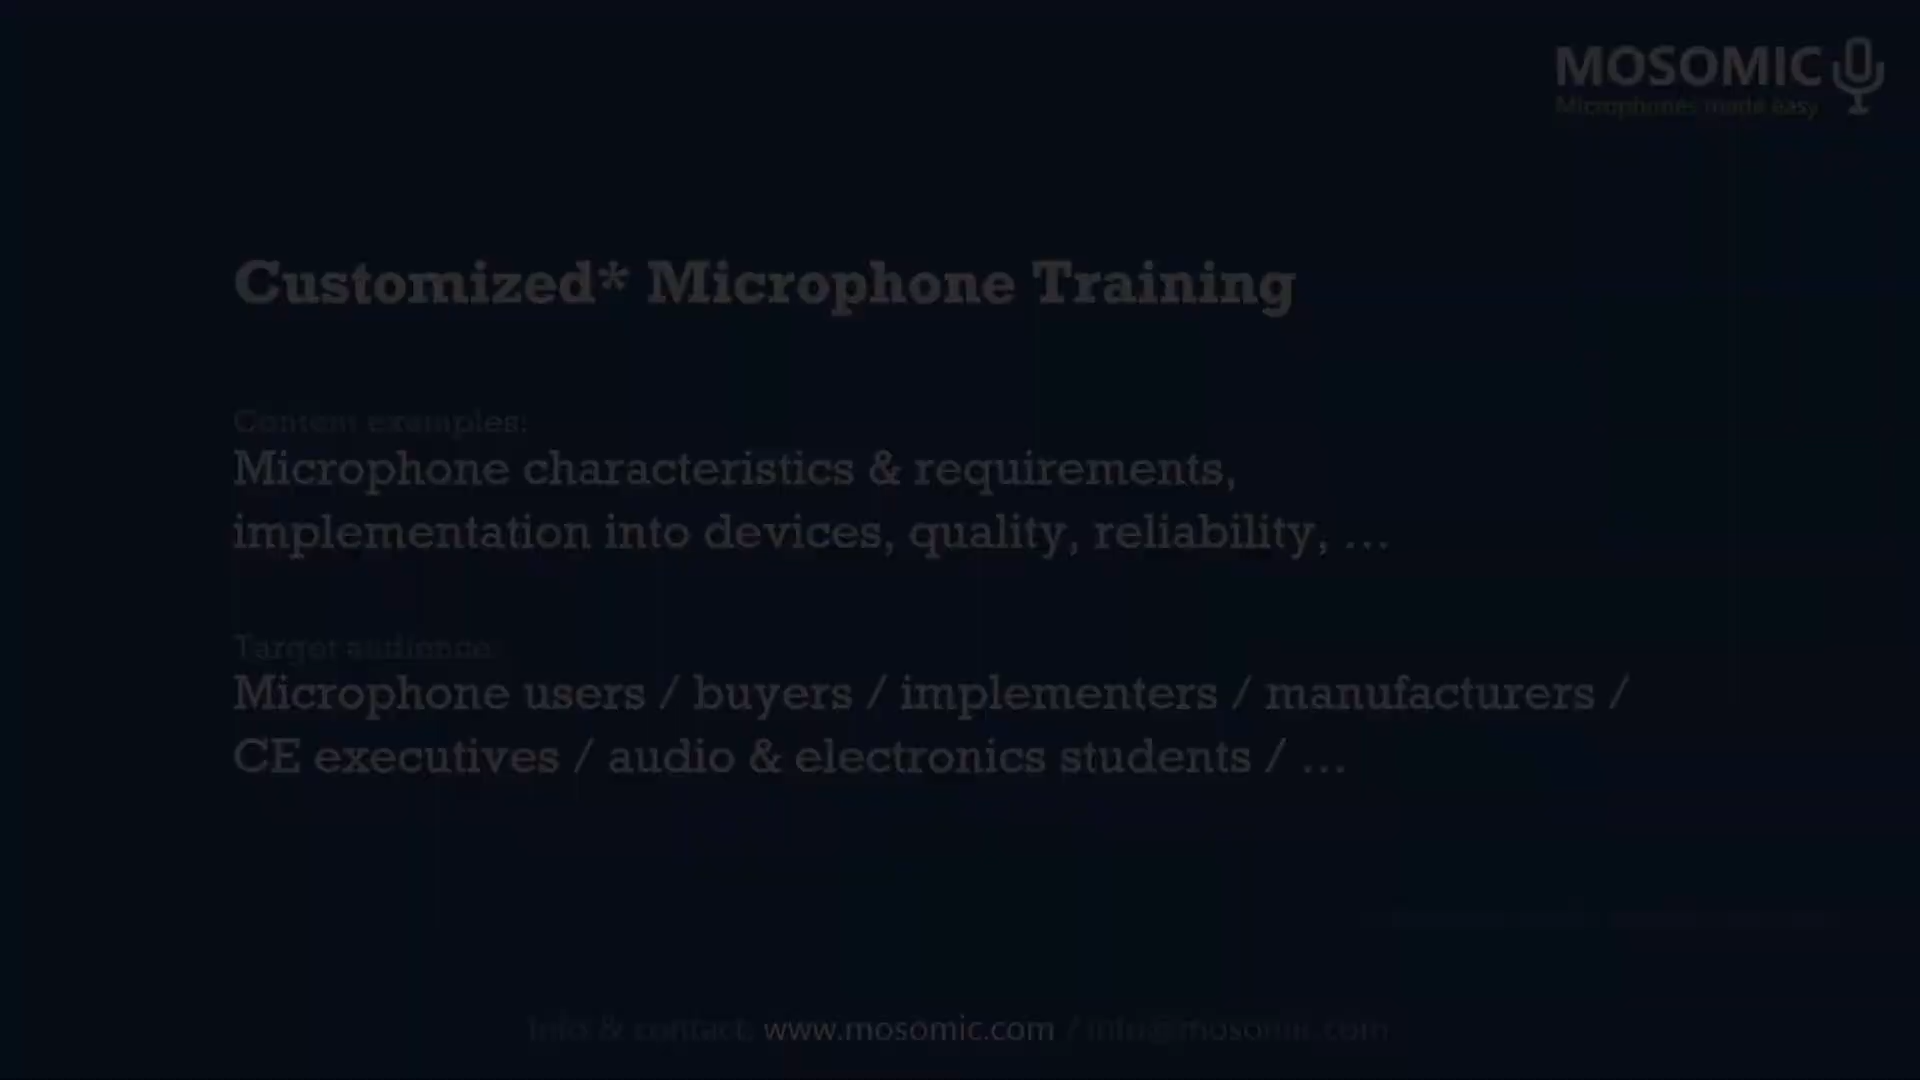 MOSOMIC
Microphones made easy
Customized* Microphone Training
Content examples:
Microphone characteristics & requirements,
implementation into devices, quality, reliability, ...
Target audience:
Microphone users / buyers / implementers / manufacturers /
CE executives / audio & electronics students / ...
Info & contact: www.mosomic.com / info@mosomic.com